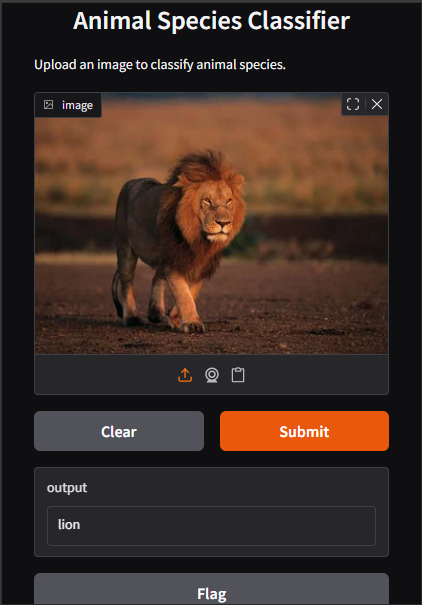 Animal Species Classifier
Upload an image to classify animal species.
image
Clear
Submit
output
lion
Flag